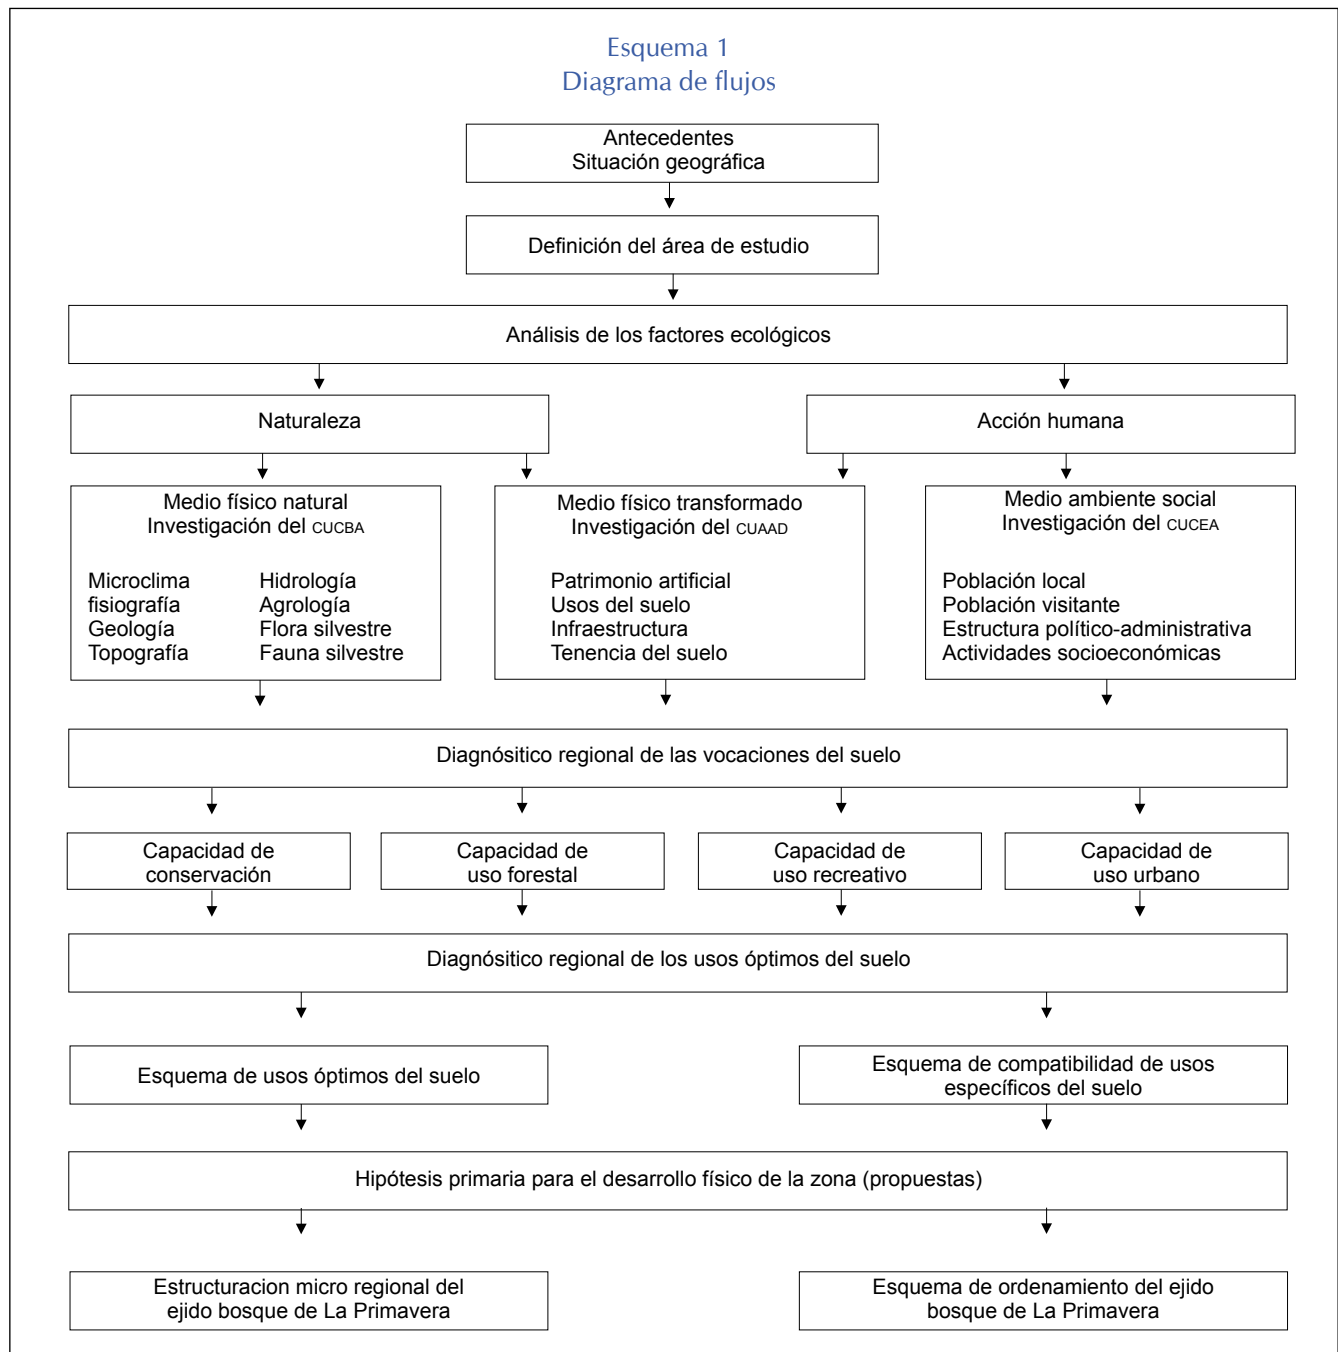 Esquema 1
Diagrama de flujos
Antecedentes
Situación geográfica
Definición del área de estudio
Análisis de los factores ecológicos
Naturaleza
Acción humana
Medio físico natural
Investigación del CUCBA
Microclima
fisiografía
Geología
Topografía
Hidrología
Agrología
Flora silvestre
Fauna silvestre
Medio físico transformado
Investigación del CUAAD
Patrimonio artificial
Usos del suelo
Infraestructura
Tenencia del suelo
Medio ambiente social
Investigación del CUCEA
Población local
Población visitante
Estructura político-administrativa
Actividades socioeconómicas
Diagnósitico regional de las vocaciones del suelo
Capacidad de
conservación
Capacidad de
uso forestal
Capacidad de
uso recreativo
Capacidad de
uso urbano
Diagnósitico regional de los usos óptimos del suelo
Esquema de usos óptimos del suelo
Esquema de compatibilidad de usos
específicos del suelo
Hipótesis primaria para el desarrollo físico de la zona (propuestas)
Estructuracion micro regional del
ejido bosque de La Primavera
Esquema de ordenamiento del ejido
bosque de La Primavera